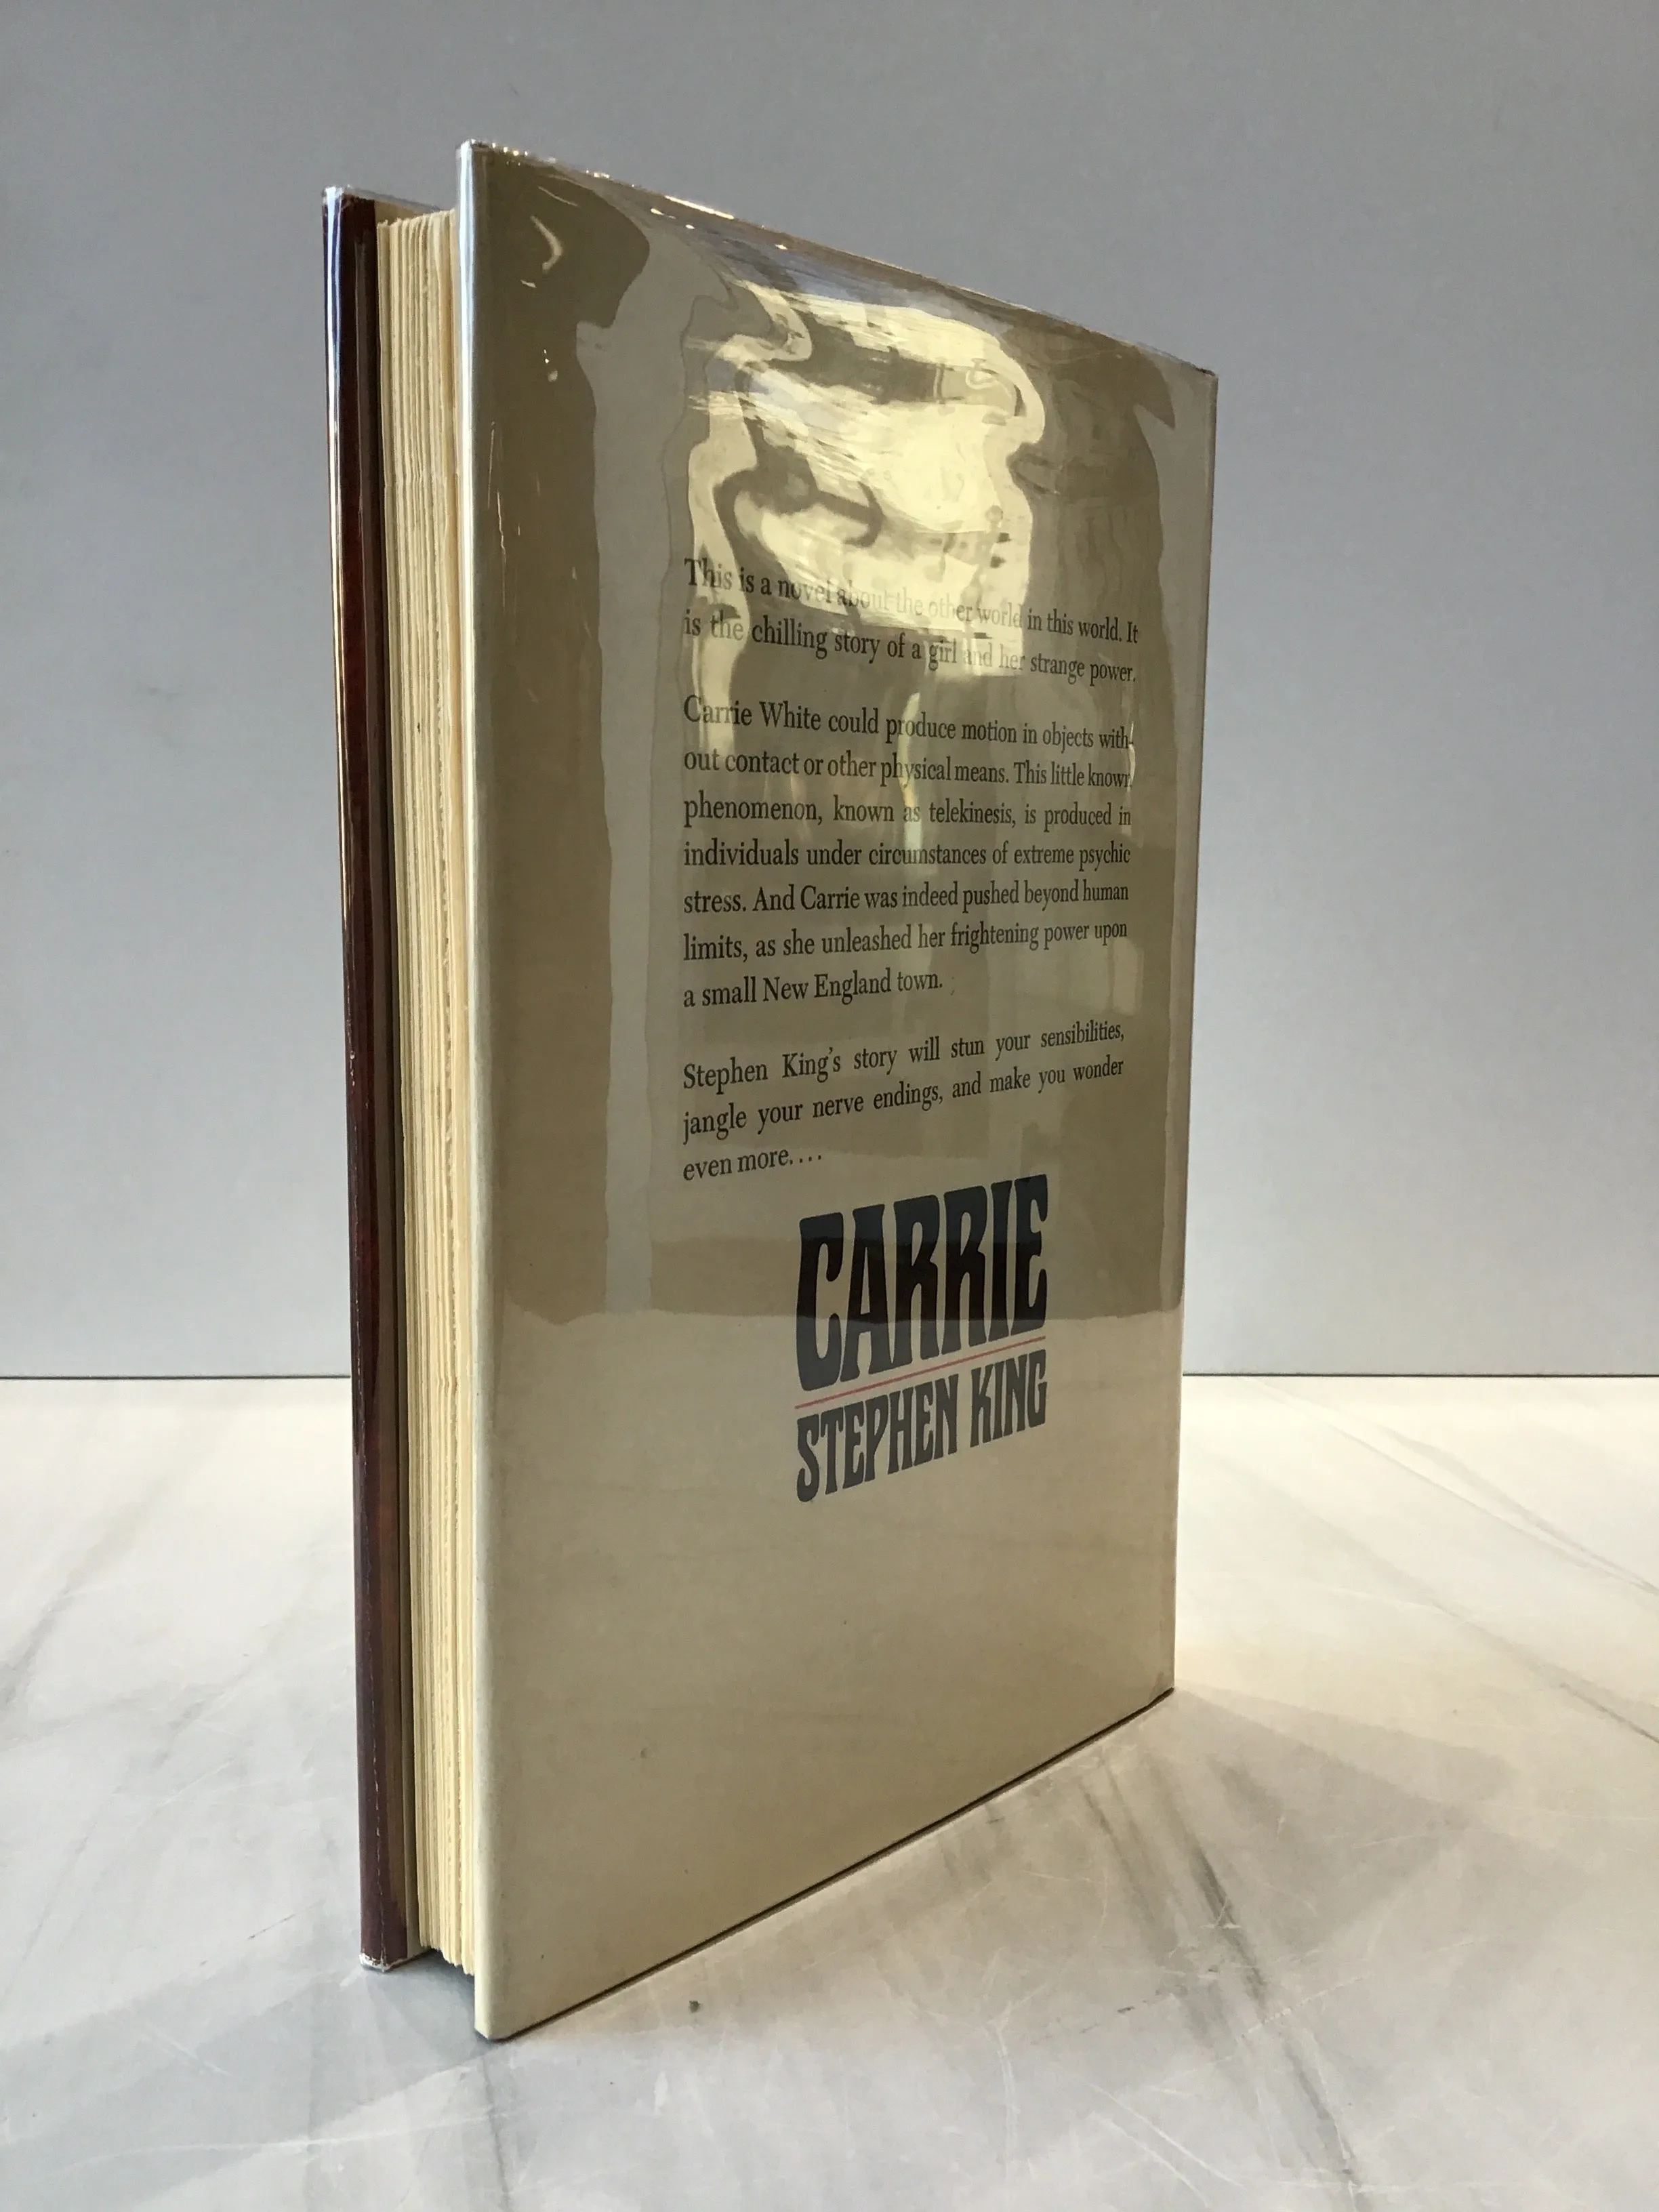 This is a novel about the other world in this world. It
is the chilling story of a girl and her strange power.
Carrie White could produce motion in objects with-
out contact or other physical means. This little known
phenomenon, known as telekinesis, is produced in
individuals under circumstances of extreme psychic
stress. And Carrie was indeed pushed beyond human
limits, as she unleashed her frightening power upon
a small New England town.
Stephen King's story will stun your sensibilities,
jangle your nerve endings, and make you wonder
even more....
CARRIE
STEPHEN KING